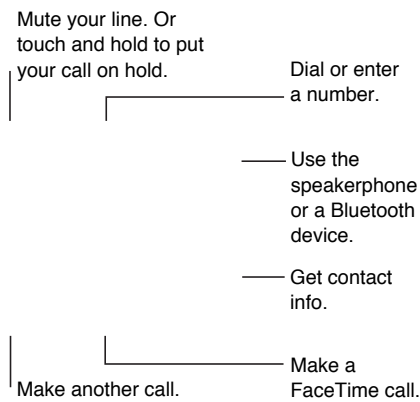 Mute your line. Or
touch and hold to put
your call on hold.
Dial or enter
a number.
Use the
speakerphone
or a Bluetooth
device.
Get contact
info.
Make another call.
Make a
FaceTime call.